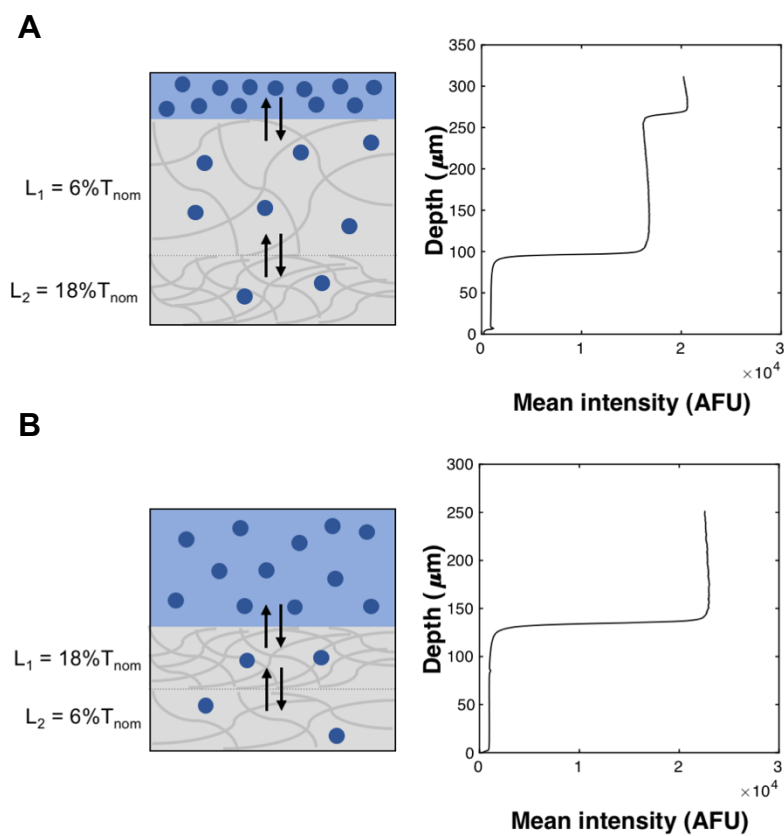 A
L1 = 6%Tnom
L2 = 18%Tnom
350
300
250
200
150
100
50
0
Depth (μm)
0 1 2 3
×10^4
Mean intensity (AFU)
B
L1 = 18%Tnom
L2 = 6%Tnom
300
250
200
150
100
50
0
Depth (μm)
0 1 2 3
×10^4
Mean intensity (AFU)